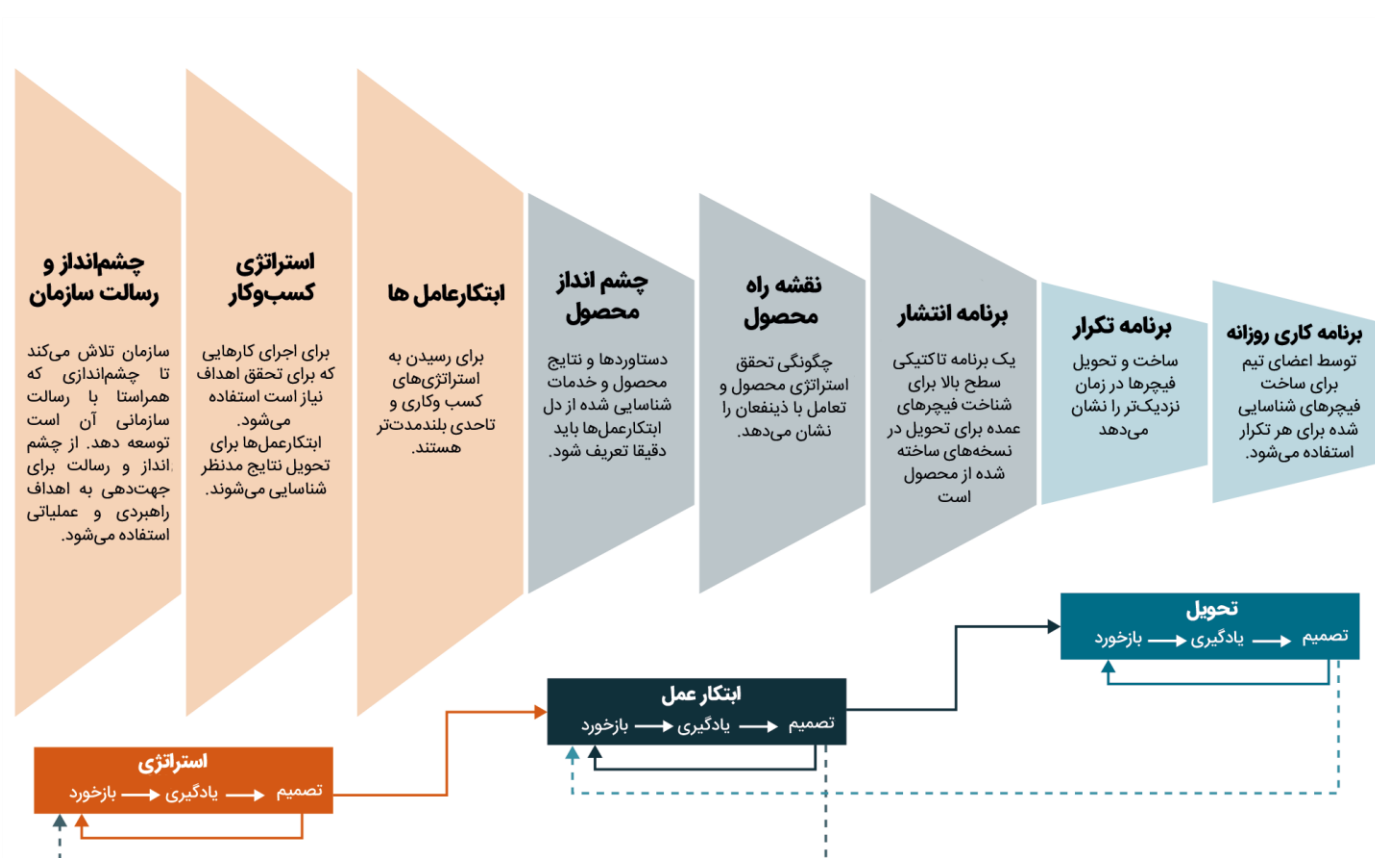 چشم‌انداز و
رسالت سازمان
سازمان تلاش می‌کند
تا چشم‌اندازی که
همراستا با رسالت
سازمانی آن است
توسعه دهد. از چشم
انداز و رسالت برای
جهت‌دهی به اهداف
راهبردی و عملیاتی
استفاده می‌شود.
استراتژی
کسب‌وکار
برای اجرای کارهایی
که برای تحقق اهداف
نیاز است استفاده
می‌شود.
ابتکارعمل‌ها برای
تحویل نتایج مدنظر
شناسایی می‌شوند.
ابتکارعامل ها
برای رسیدن به
استراتژی‌های
کسب وکاری و
تاحدی بلندمدت‌تر
هستند.
چشم انداز
محصول
دستاوردها و نتایج
محصول و خدمات
شناسایی شده از دل
ابتکارعمل‌ها باید
دقیقا تعریف شود.
نقشه راه
محصول
چگونگی تحقق
استراتژی محصول و
تعامل با ذینفعان را
نشان می‌دهد.
برنامه انتشار
یک برنامه تاکتیکی
سطح بالا برای
شناخت فیچرهای
عمده برای تحویل در
نسخه‌های ساخته
شده از محصول
است
برنامه تکرار
ساخت و تحویل
فیچرها در زمان
نزدیک‌تر را نشان
می‌دهد
برنامه کاری روزانه
توسط اعضای تیم
برای ساخت
فیچرهای شناسایی
شده برای هر تکرار
استفاده می‌شود.
تحویل
تصمیم یادگیری بازخورد
ابتکار عمل
تصمیم یادگیری بازخورد
استراتژی
تصمیم یادگیری بازخورد